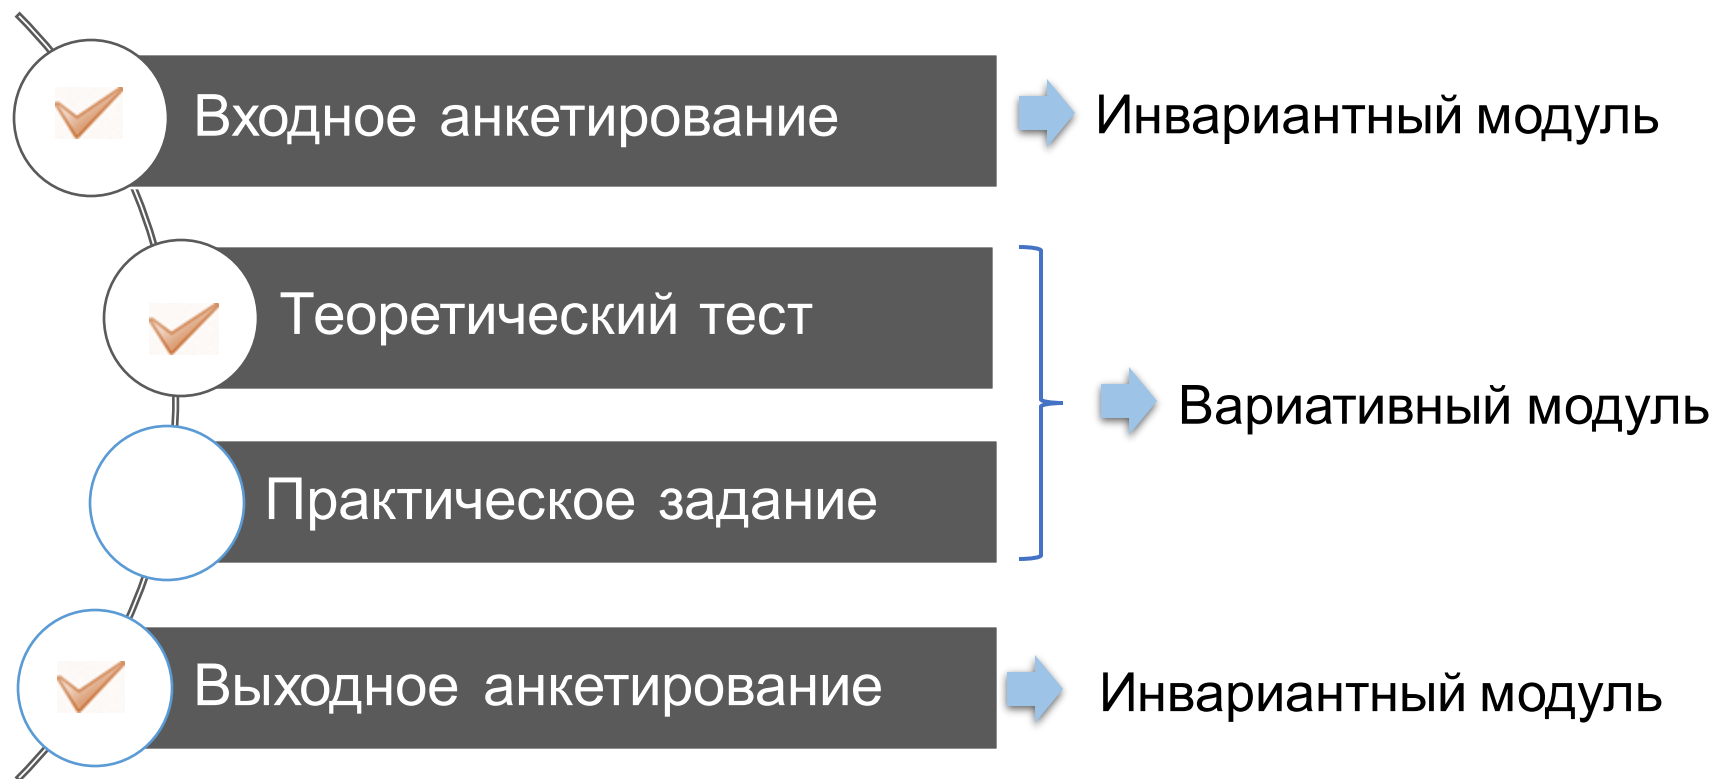 Входное анкетирование
Инвариантный модуль
Теоретический тест
Вариативный модуль
Практическое задание
Выходное анкетирование
Инвариантный модуль